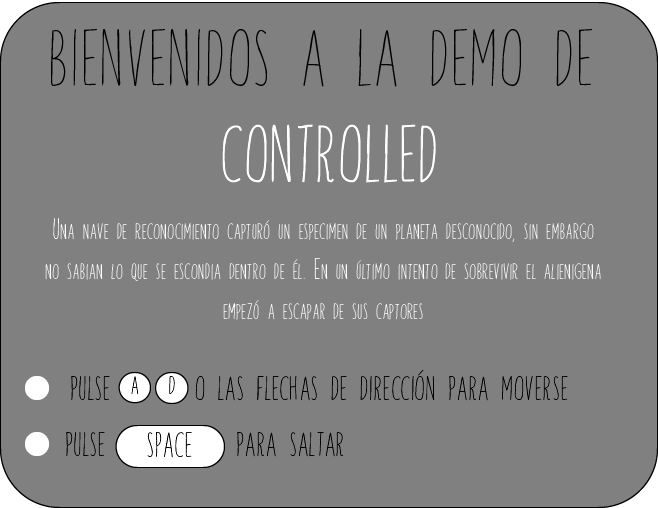 BIENVENIDOS A LA DEMO DE
CONTROLLED
Una nave de reconocimiento capturó un especimen de un planeta desconocido, sin embargo
no sabian lo que se escondia dentro de él. En un último intento de sobrevivir el alienigena
empezó a escapar de sus captores
PULSE A D O LAS FLECHAS DE DIRECCIÓN PARA MOVERSE
PULSE SPACE PARA SALTAR